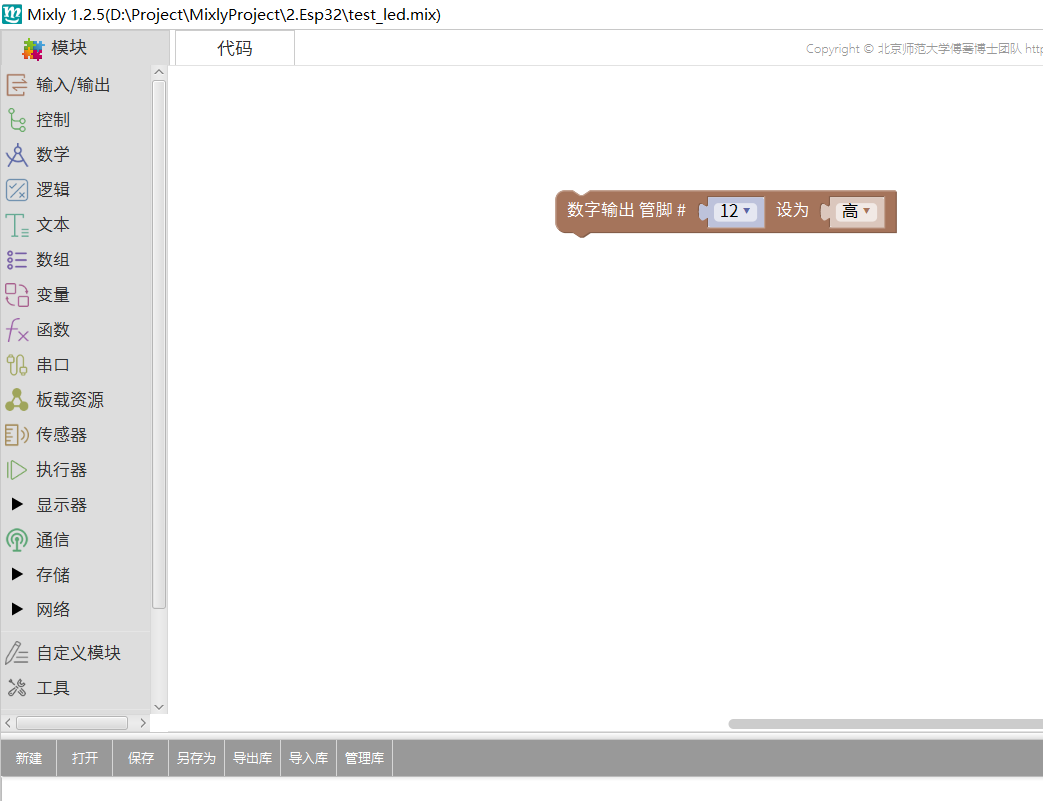 Mixly 1.2.5(D:\Project\MixlyProject\2.Esp32\test_led.mix)
模块
代码
Copyright © 北京师范大学傅骞博士团队 http
输入/输出
控制
数学
逻辑
文本
数组
变量
函数
串口
板载资源
传感器
执行器
显示器
通信
存储
网络
自定义模块
工具
数字输出 管脚 # 12 设为 高
新建 打开 保存 另存为 导出库 导入库 管理库